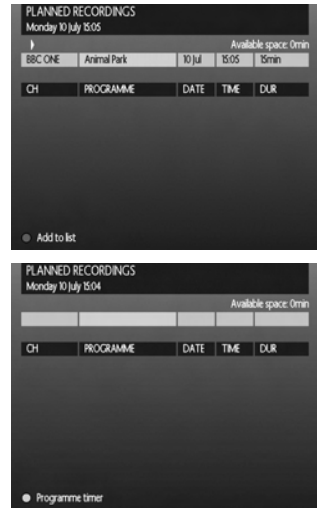 PLANNED RECORDINGS
Monday 10 July 15:05
Available space: 0min
BBC ONE Animal Park 10 Jul 15:05 15min
CH PROGRAMME DATE TIME DUR
Add to list
PLANNED RECORDINGS
Monday 10 July 15:04
Available space: 0min
CH PROGRAMME DATE TIME DUR
Programme timer